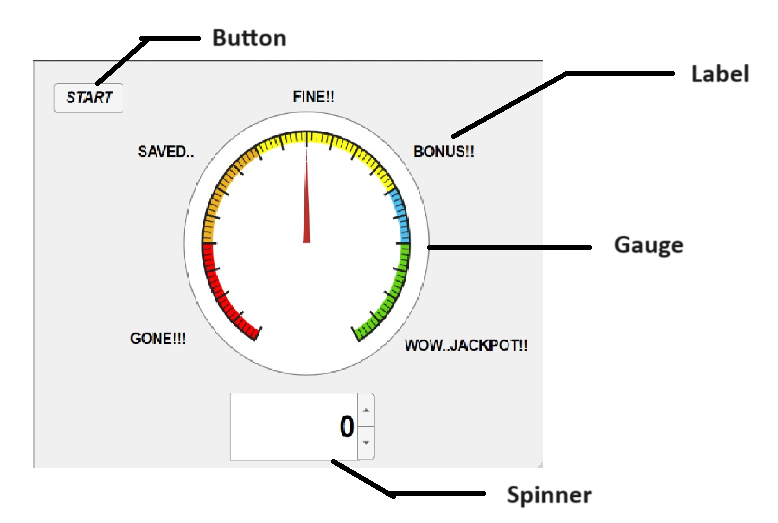 Button
Label
START
FINE!!
SAVED..
BONUS!!
Gauge
GONE!!!
WOW..JACKPOT!!
0
Spinner